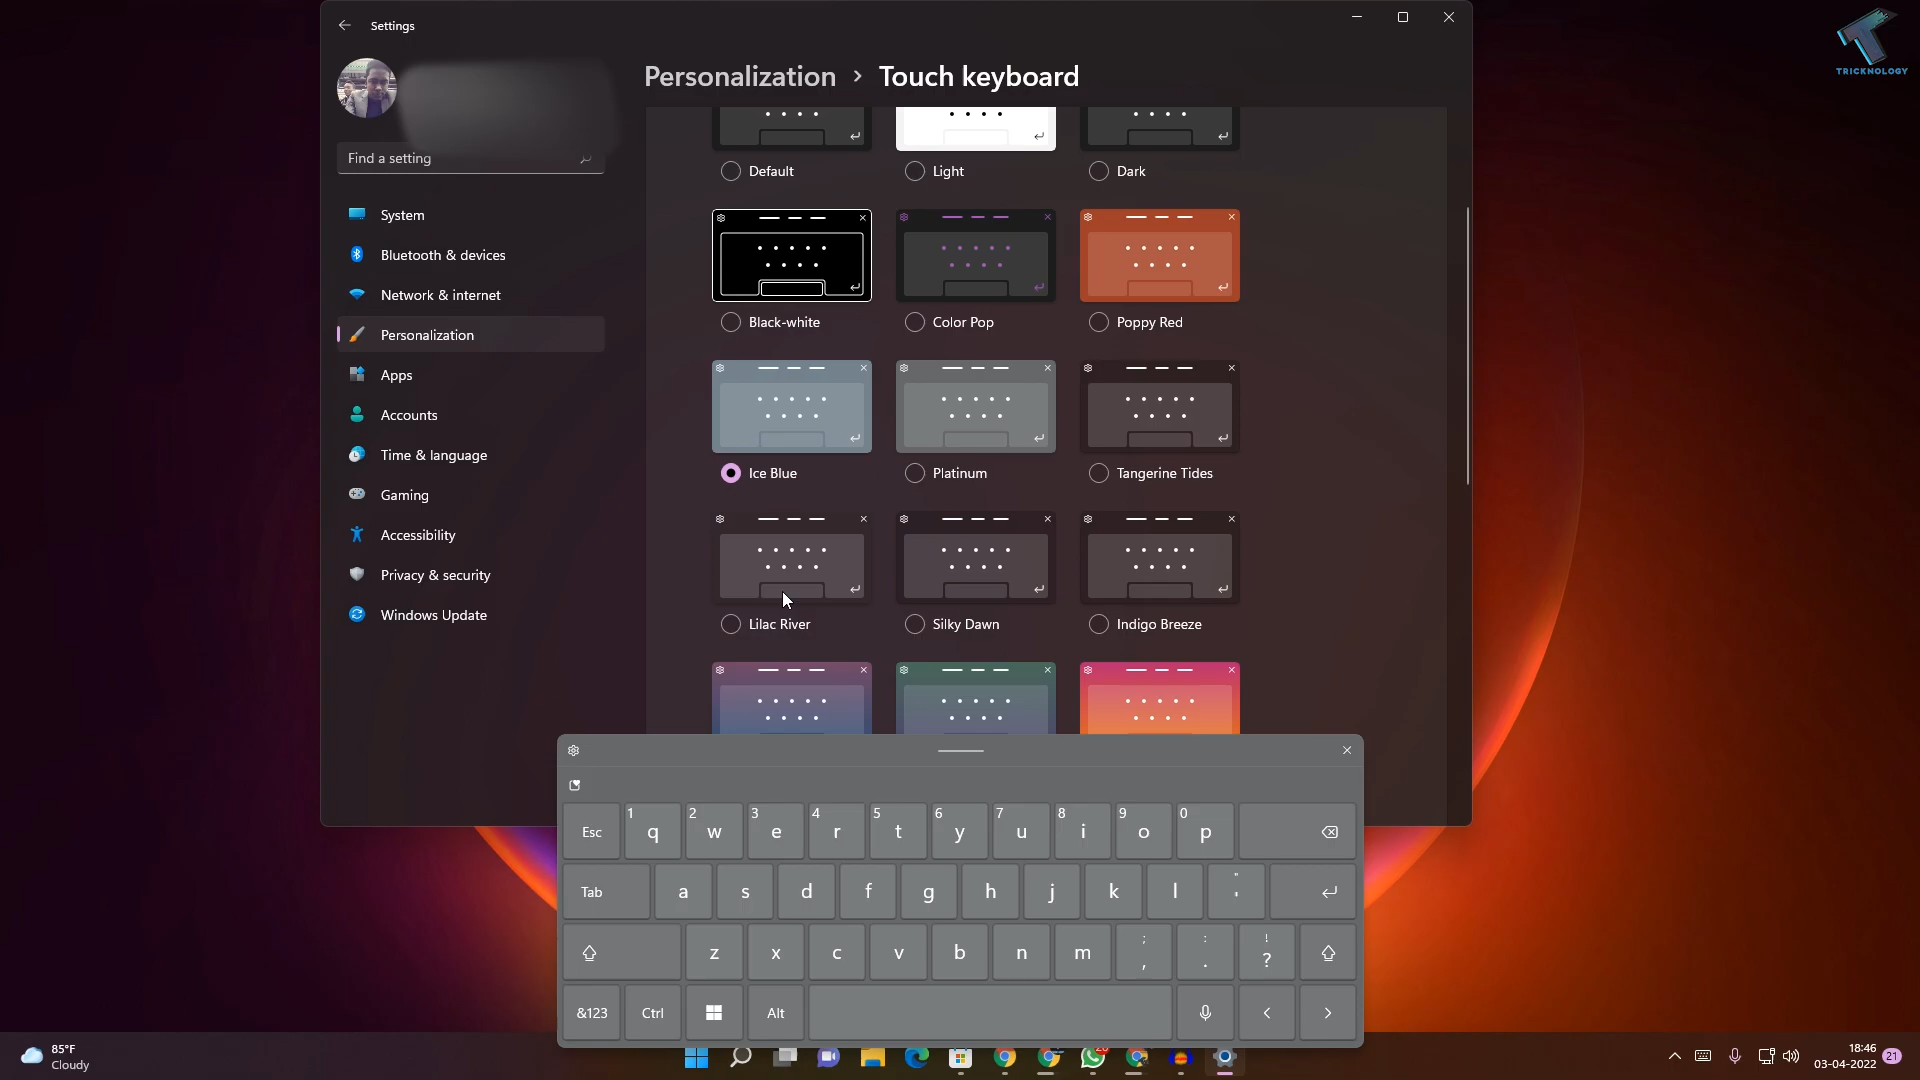 Settings
Personalization > Touch keyboard
Find a setting
System
Bluetooth & devices
Network & internet
Personalization
Apps
Accounts
Time & language
Gaming
Accessibility
Privacy & security
Windows Update
Default Light Dark
Black-white Color Pop Poppy Red
Ice Blue Platinum Tangerine Tides
Lilac River Silky Dawn Indigo Breeze
TRICKNOLOGY
1 2 3 4 5 6 7 8 9 0
Esc q w e r t y u i o p
Tab a s d f g h j k l " '
z x c v b n m ; , : . ! ?
&123 Ctrl Alt < >
85°F
Cloudy
18:46
03-04-2022
21